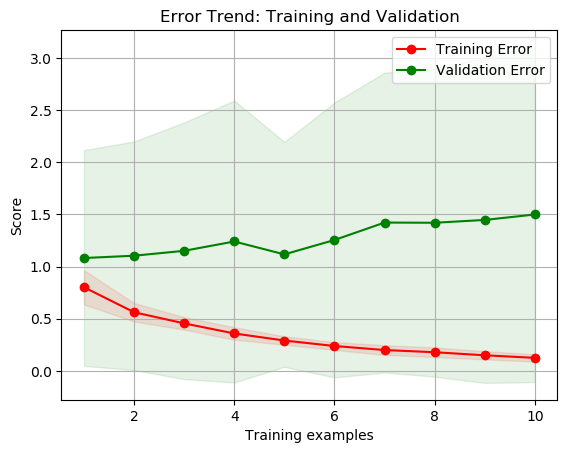 Error Trend: Training and Validation
Training Error
Validation Error
3.0
2.5
2.0
1.5
1.0
0.5
0.0
Score
2
4
6
8
10
Training examples